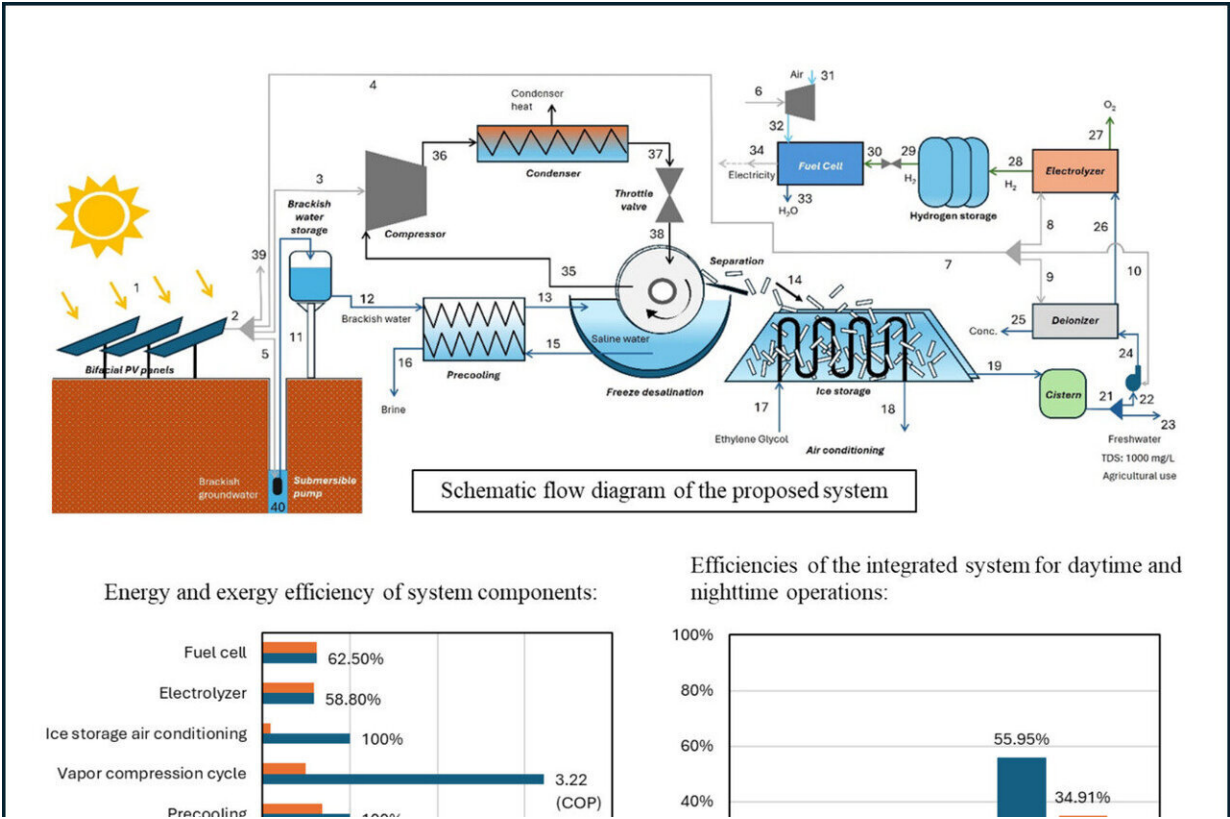 4
Air
31
6
32
Condenser
heat
36
37
Condenser
3
Brackish
water
storage
Compressor
Throttle
valve
38
34
Electricity
Fuel Cell
30
29
H₂
33
H₂O
Hydrogen storage
28
H₂
Electrolyzer
27
O₂
8
26
39
35
Separation
14
7
9
10
1
2
5
11
12
Brackish water
13
15
Saline water
16
Precooling
Brine
Freeze desalination
Bifacial PV panels
Ice storage
17
18
Ethylene Glycol
Air conditioning
19
Cistern
21
22
23
24
25
Conc.
Deionizer
Freshwater
TDS: 1000 mg/L
Agricultural use
Brackish
groundwater
Submersible
pump
40
Schematic flow diagram of the proposed system
Energy and exergy efficiency of system components:
Fuel cell
62.50%
Electrolyzer
58.80%
Ice storage air conditioning
100%
Vapor compression cycle
3.22
(COP)
Precooling
100%
Efficiencies of the integrated system for daytime and
nighttime operations:
100%
80%
60%
40%
55.95%
34.91%